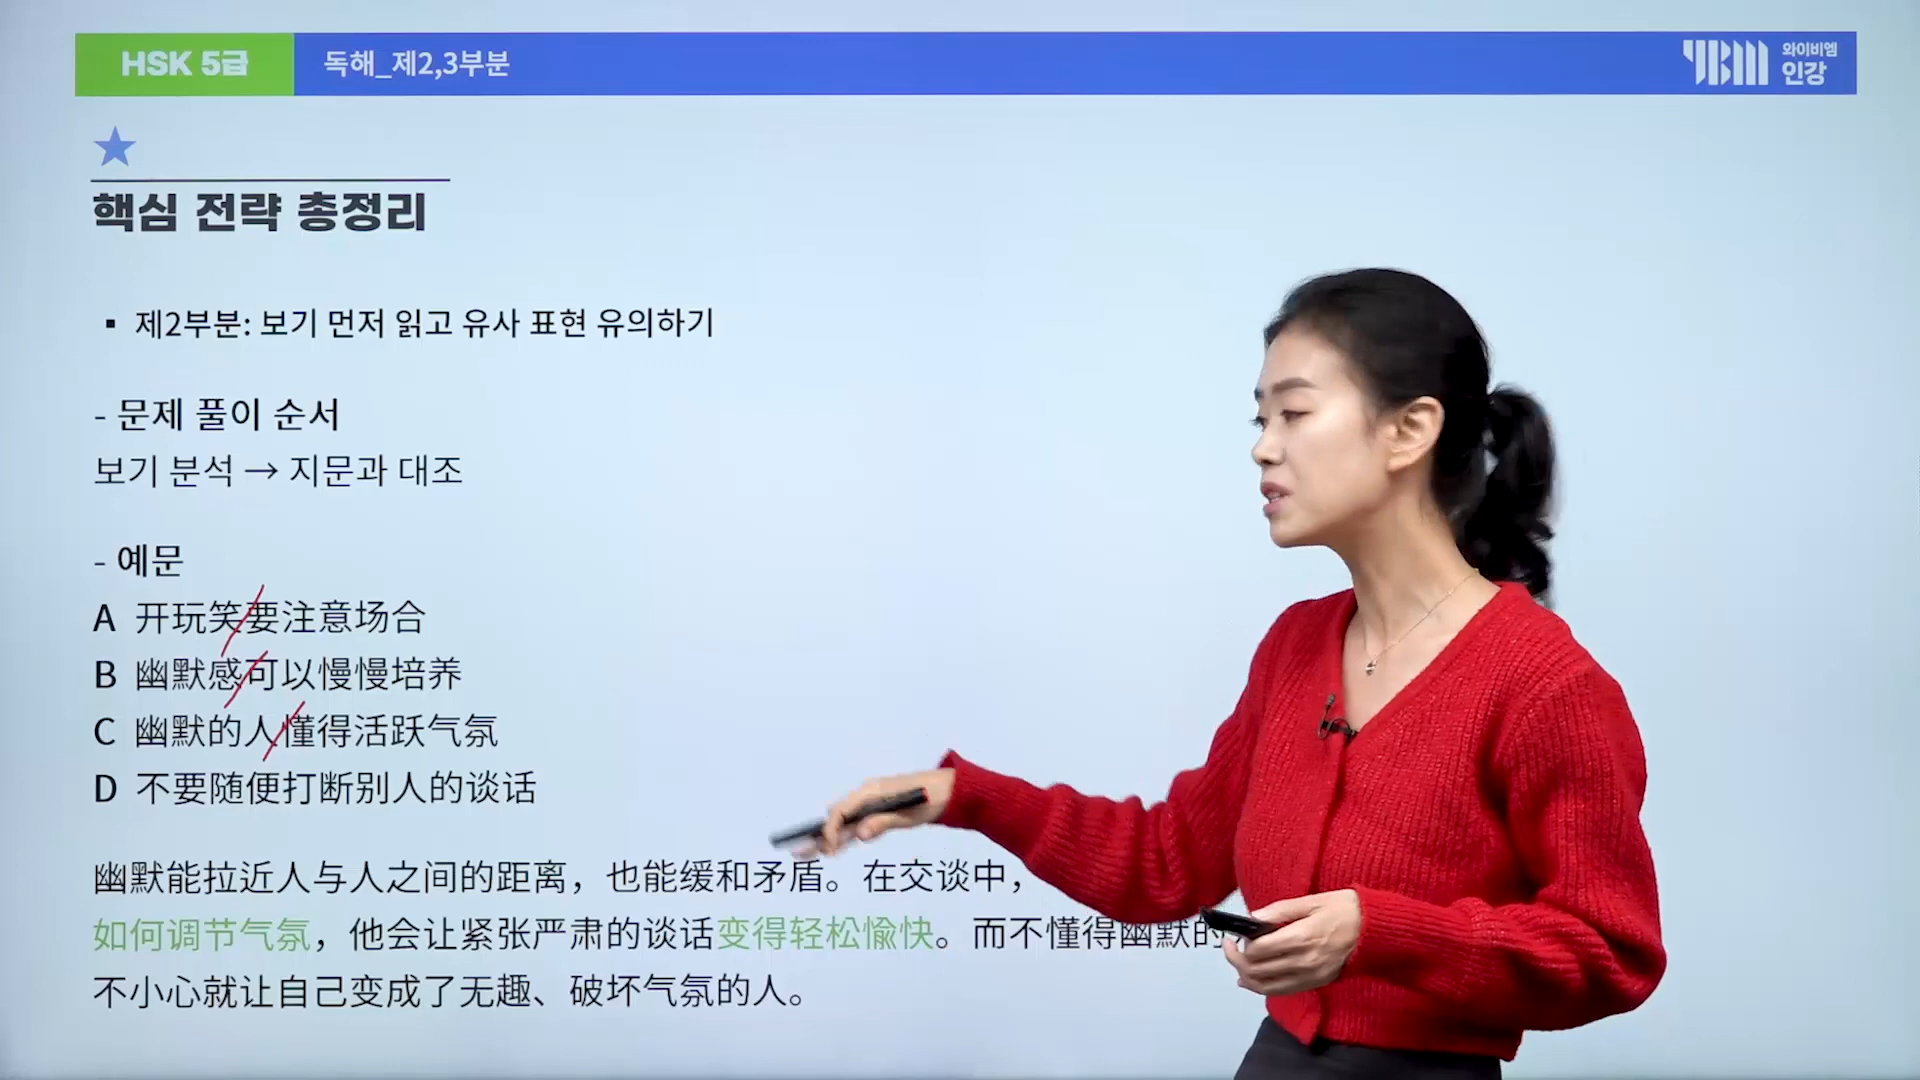 HSK 5급 독해_제2,3부분 YBM 와이비엠 인강
핵심 전략 총정리
▪ 제2부분: 보기 먼저 읽고 유사 표현 유의하기
- 문제 풀이 순서
보기 분석 → 지문과 대조
- 예문
A 开玩笑要注意场合
B 幽默感可以慢慢培养
C 幽默的人懂得活跃气氛
D 不要随便打断别人的谈话
幽默能拉近人与人之间的距离，也能缓和矛盾。在交谈中，
如何调节气氛，他会让紧张严肃的谈话变得轻松愉快。而不懂得幽默的
不小心就让自己变成了无趣、破坏气氛的人。